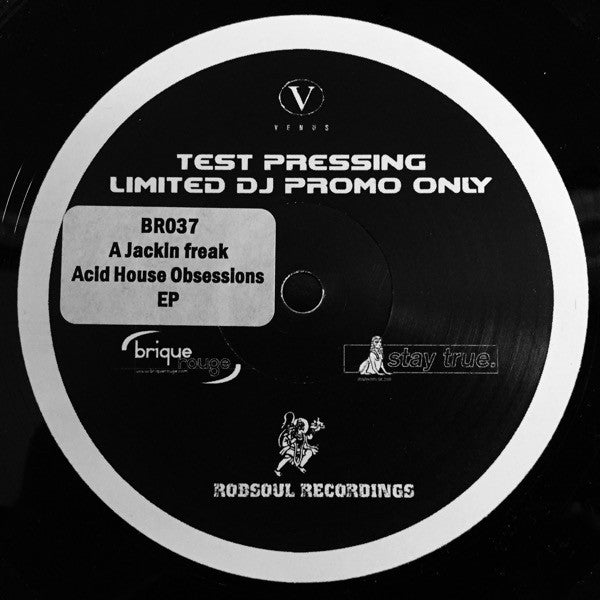 V
VENUS
TEST PRESSING
LIMITED DJ PROMO ONLY
BR037
A JackIn freak
Acid House Obsessions
EP
brique
rouge
stay true.
ROBSOUL RECORDINGS